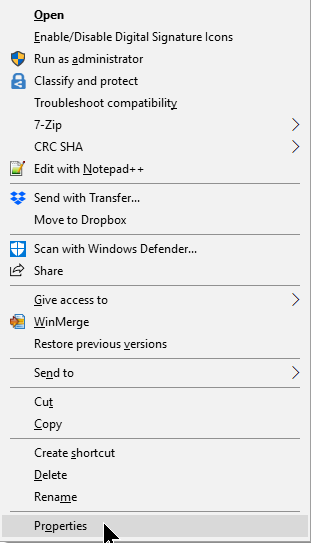 Open
Enable/Disable Digital Signature Icons
Run as administrator
Classify and protect
Troubleshoot compatibility
7-Zip
CRC SHA
Edit with Notepad++
Send with Transfer...
Move to Dropbox
Scan with Windows Defender...
Share
Give access to
WinMerge
Restore previous versions
Send to
Cut
Copy
Create shortcut
Delete
Rename
Properties